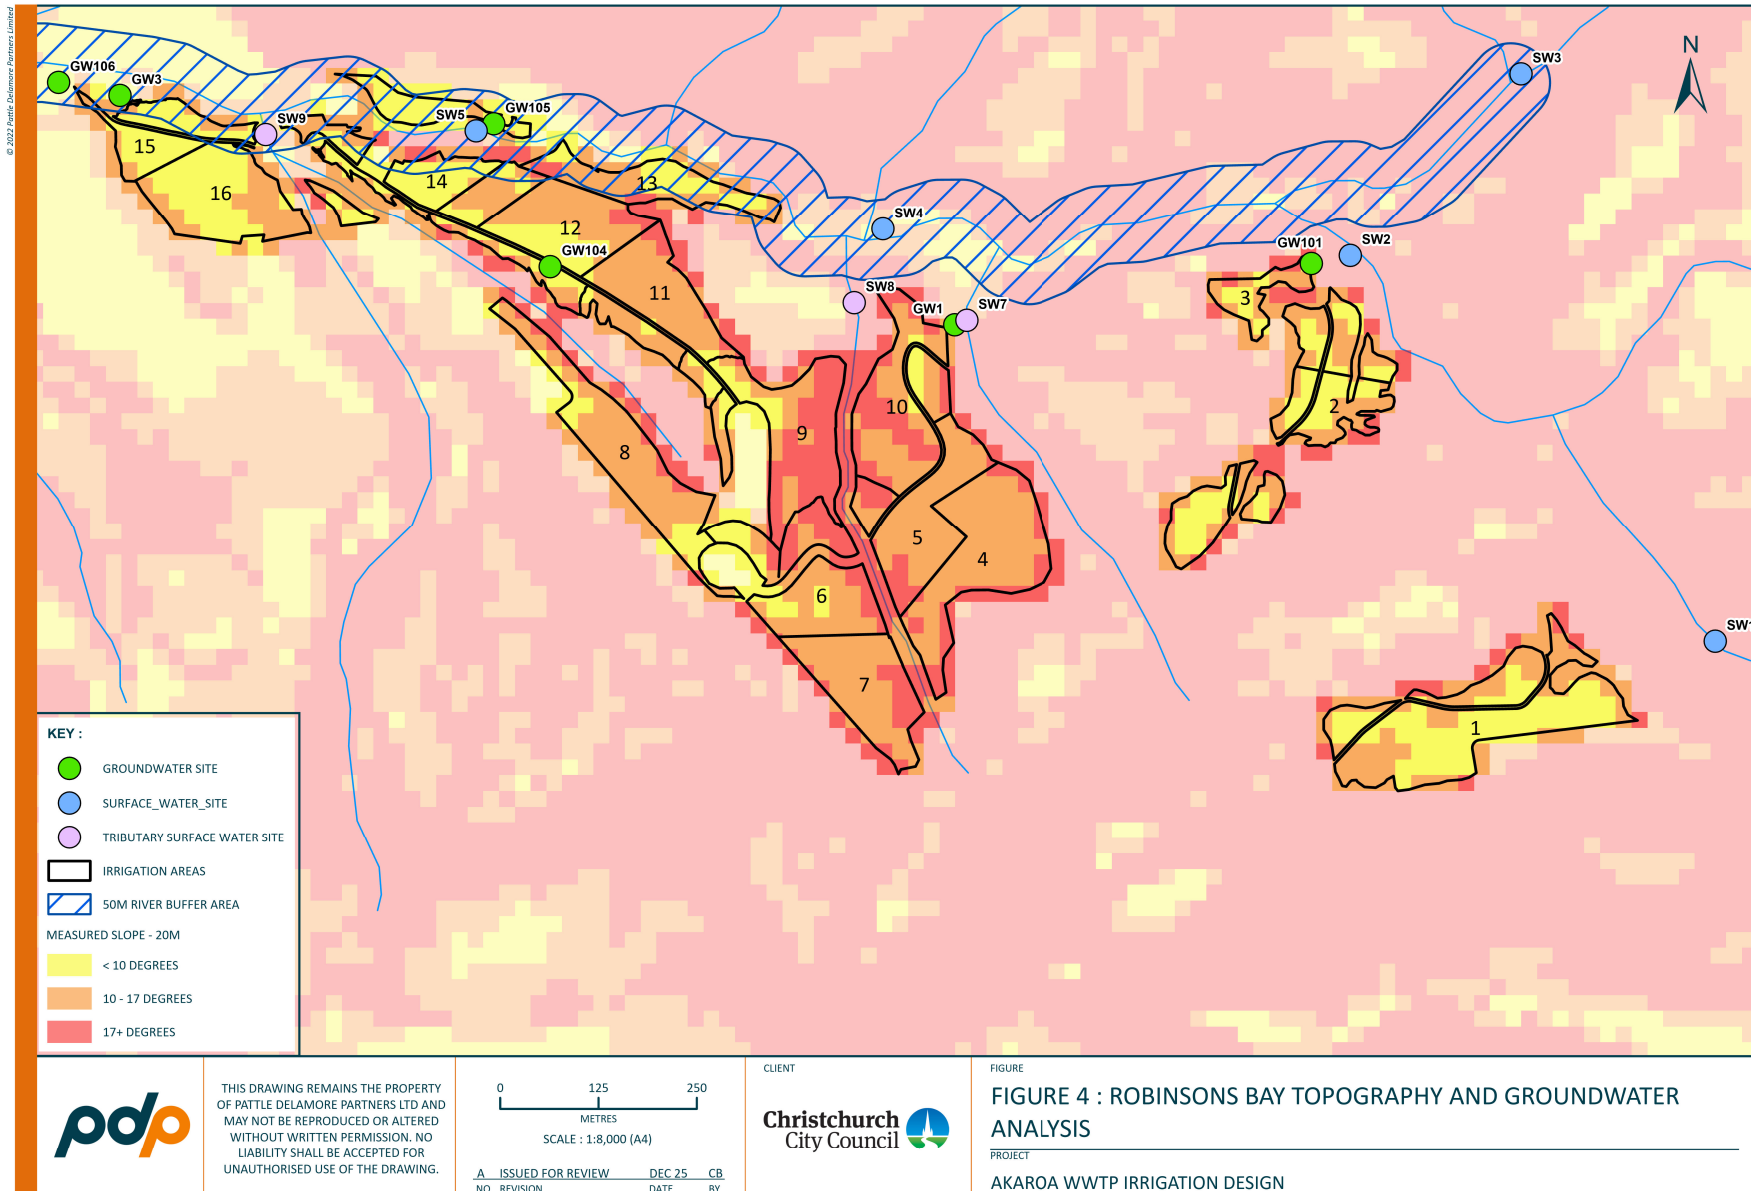 © 2022 Pattle Delamore Partners Limited
GW106
GW3
SW9
SW5
GW105
SW3
15
16
14
13
12
GW104
11
SW4
SW8
GW1
SW7
GW101
SW2
3
2
10
9
8
5
4
6
7
1
SW1
N
KEY :
GROUNDWATER SITE
SURFACE_WATER_SITE
TRIBUTARY SURFACE WATER SITE
IRRIGATION AREAS
50M RIVER BUFFER AREA
MEASURED SLOPE - 20M
< 10 DEGREES
10 - 17 DEGREES
17+ DEGREES
pdp
THIS DRAWING REMAINS THE PROPERTY
OF PATTLE DELAMORE PARTNERS LTD AND
MAY NOT BE REPRODUCED OR ALTERED
WITHOUT WRITTEN PERMISSION. NO
LIABILITY SHALL BE ACCEPTED FOR
UNAUTHORISED USE OF THE DRAWING.
0 125 250
METRES
SCALE : 1:8,000 (A4)
A ISSUED FOR REVIEW DEC 25 CB
NO. REVISION DATE BY
CLIENT
Christchurch
City Council
FIGURE
FIGURE 4 : ROBINSONS BAY TOPOGRAPHY AND GROUNDWATER
ANALYSIS
PROJECT
AKAROA WWTP IRRIGATION DESIGN